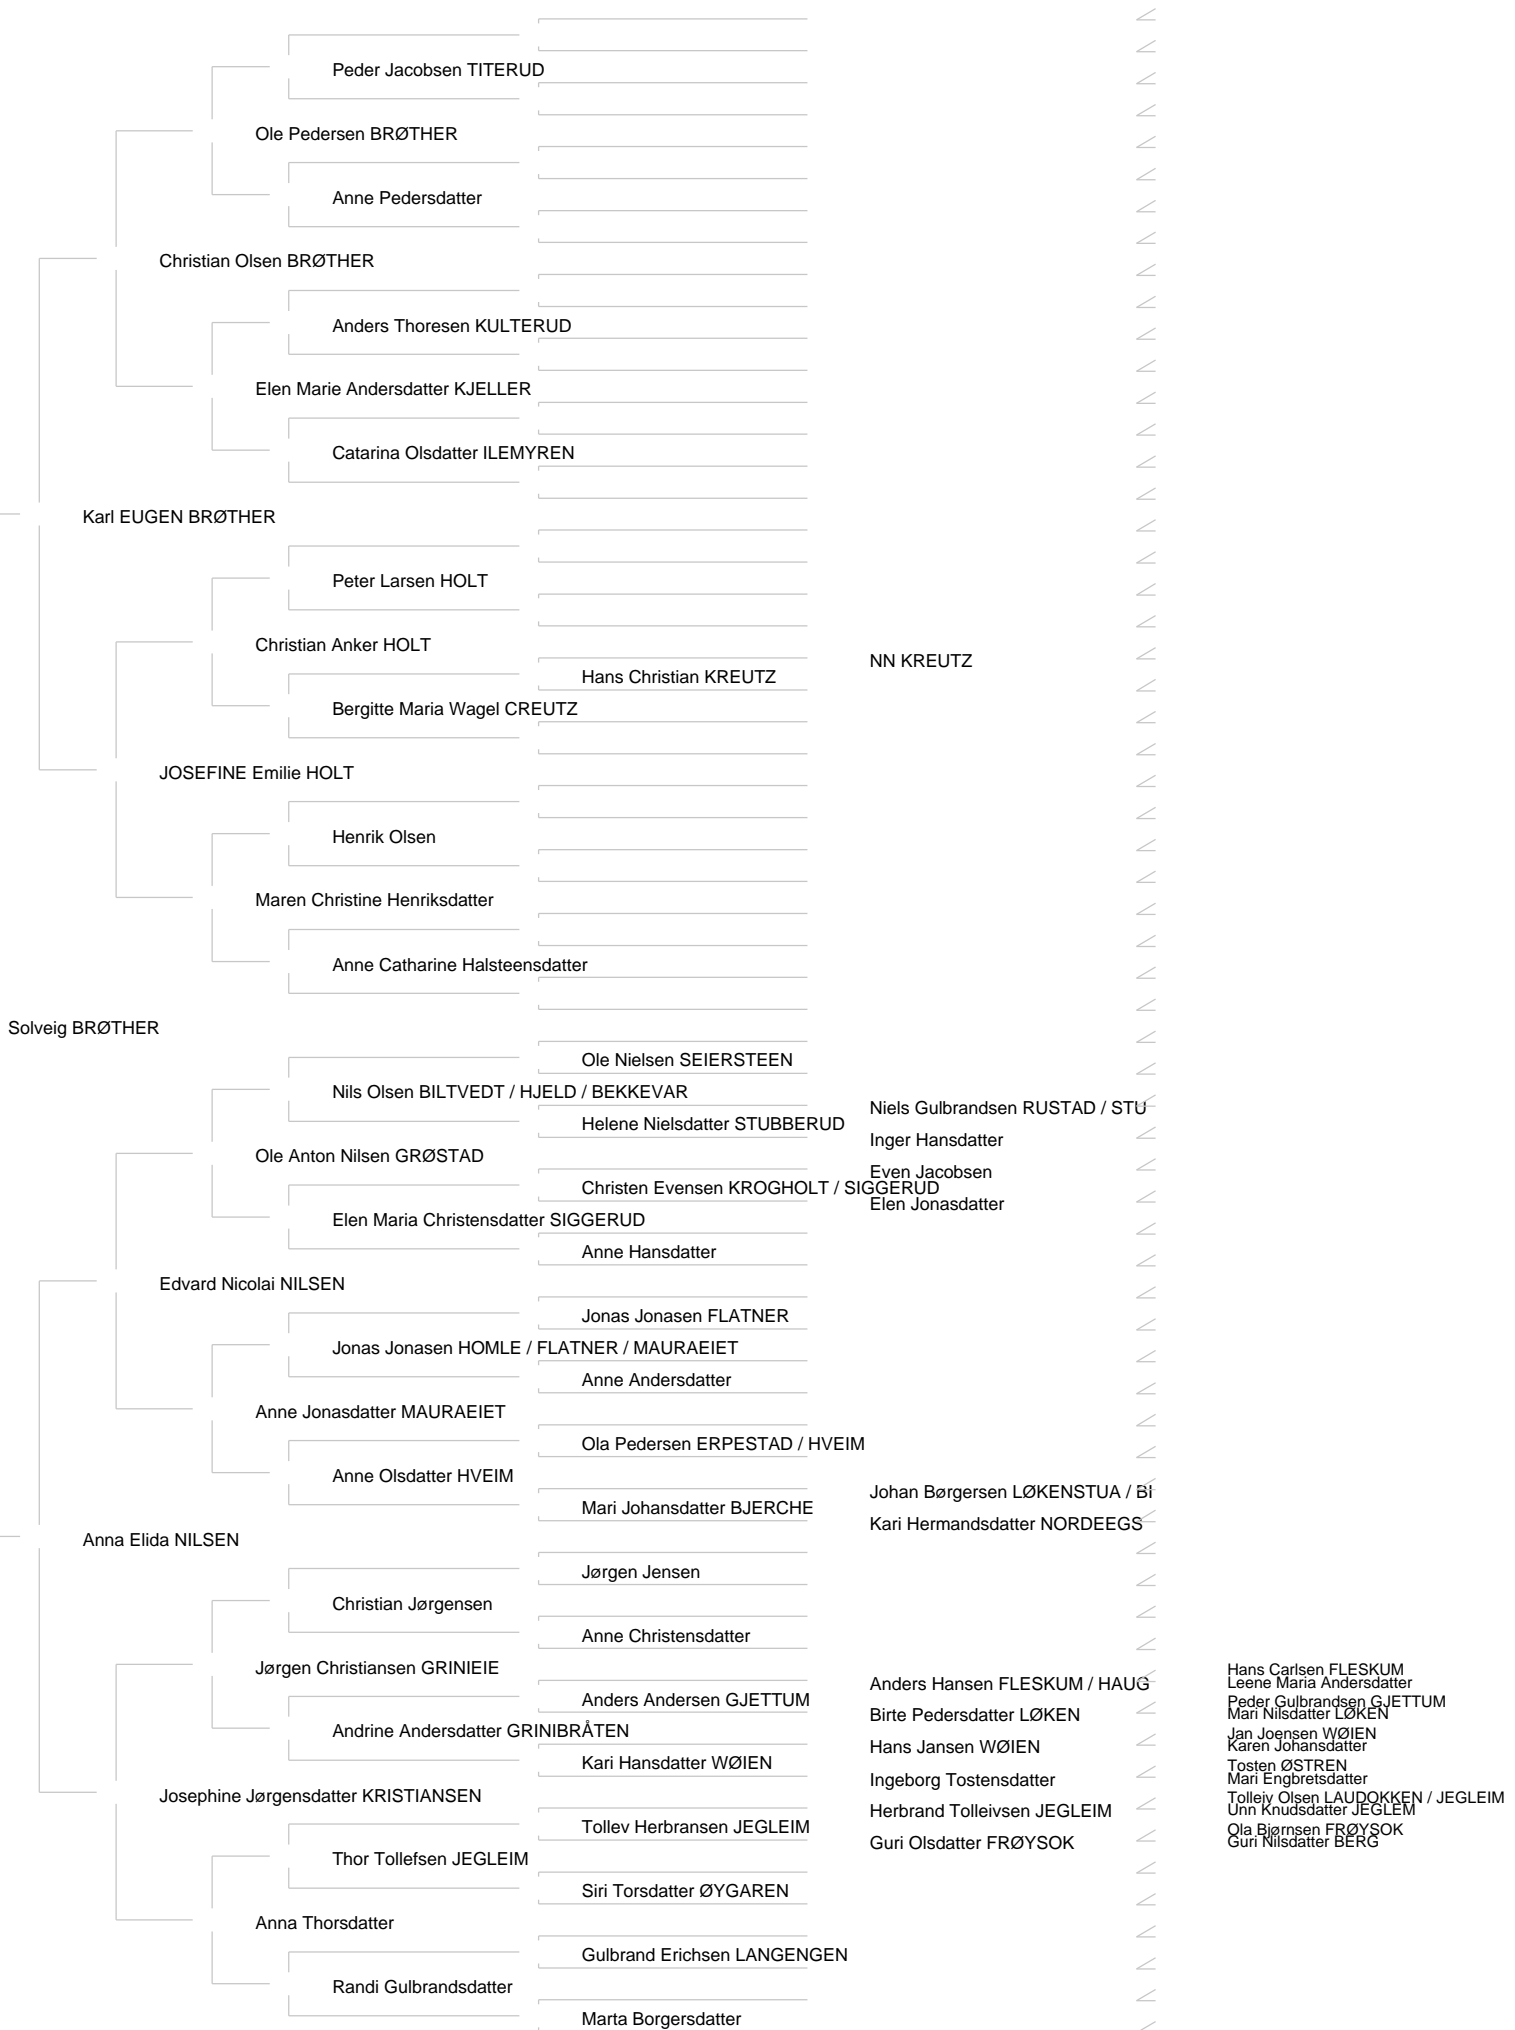 Peder Jacobsen TITERUD
Ole Pedersen BRØTHER
Anne Pedersdatter
Christian Olsen BRØTHER
Anders Thoresen KULTERUD
Elen Marie Andersdatter KJELLER
Catarina Olsdatter ILEMYREN
Karl EUGEN BRØTHER
Peter Larsen HOLT
Christian Anker HOLT
NN KREUTZ
Hans Christian KREUTZ
Bergitte Maria Wagel CREUTZ
JOSEFINE Emilie HOLT
Henrik Olsen
Maren Christine Henriksdatter
Anne Catharine Halsteensdatter
Solveig BRØTHER
Ole Nielsen SEIERSTEEN
Nils Olsen BILTVEDT / HJELD / BEKKEVAR
Niels Gulbrandsen RUSTAD / STU
Helene Nielsdatter STUBBERUD
Inger Hansdatter
Ole Anton Nilsen GRØSTAD
Even Jacobsen
Christen Evensen KROGHOLT / SIGGERUD
Elen Jonasdatter
Elen Maria Christensdatter SIGGERUD
Anne Hansdatter
Edvard Nicolai NILSEN
Jonas Jonasen FLATNER
Jonas Jonasen HOMLE / FLATNER / MAURAEIET
Anne Andersdatter
Anne Jonasdatter MAURAEIET
Ola Pedersen ERPESTAD / HVEIM
Anne Olsdatter HVEIM
Johan Børgersen LØKENSTUA / BI
Mari Johansdatter BJERCHE
Kari Hermandsdatter NORDEEGS
Anna Elida NILSEN
Jørgen Jensen
Christian Jørgensen
Anne Christensdatter
Jørgen Christiansen GRINIEIE
Hans Carlsen FLESKUM
Anders Hansen FLESKUM / HAUG
Leene Maria Andersdatter
Anders Andersen GJETTUM
Peder Gulbrandsen GJETTUM
Birte Pedersdatter LØKEN
Mari Nilsdatter LØKEN
Andrine Andersdatter GRINIBRÅTEN
Jan Joensen WØIEN
Hans Jansen WØIEN
Karen Johansdatter
Kari Hansdatter WØIEN
Tosten ØSTREN
Ingeborg Tostensdatter
Mari Engbretsdatter
Josephine Jørgensdatter KRISTIANSEN
Tolleiv Olsen LAUDOKKEN / JEGLEIM
Herbrand Tolleivsen JEGLEIM
Unn Knudsdatter JEGLEM
Tollev Herbransen JEGLEIM
Ola Bjørnsen FRØYSOK
Guri Olsdatter FRØYSOK
Guri Nilsdatter BERG
Thor Tollefsen JEGLEIM
Siri Torsdatter ØYGAREN
Anna Thorsdatter
Gulbrand Erichsen LANGENGEN
Randi Gulbrandsdatter
Marta Borgersdatter